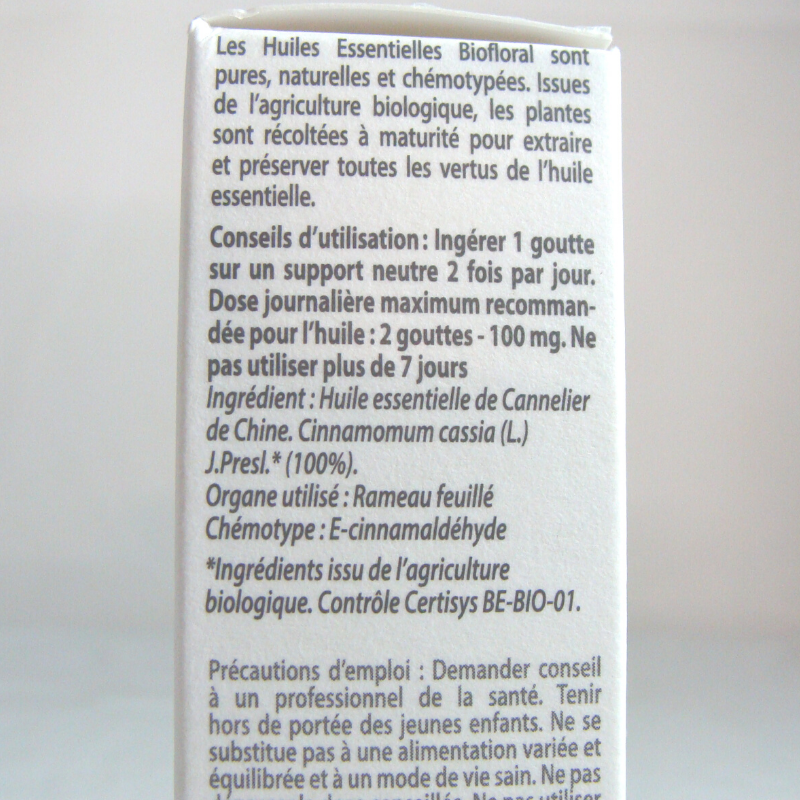 Les Huiles Essentielles Biofloral sont
pures, naturelles et chémotypées. Issues
de l'agriculture biologique, les plantes
sont récoltées à maturité pour extraire
et préserver toutes les vertus de l'huile
essentielle.
Conseils d'utilisation : Ingérer 1 goutte
sur un support neutre 2 fois par jour.
Dose journalière maximum recomman-
dée pour l'huile : 2 gouttes - 100 mg. Ne
pas utiliser plus de 7 jours
Ingrédient : Huile essentielle de Cannelier
de Chine. Cinnamomum cassia (L.)
J.Presl.* (100%).
Organe utilisé : Rameau feuillé
Chémotype : E-cinnamaldéhyde
*Ingrédients issu de l'agriculture
biologique. Contrôle Certisys BE-BIO-01.
Précautions d'emploi : Demander conseil
à un professionnel de la santé. Tenir
hors de portée des jeunes enfants. Ne se
substitue pas à une alimentation variée et
équilibrée et à un mode de vie sain. Ne pas